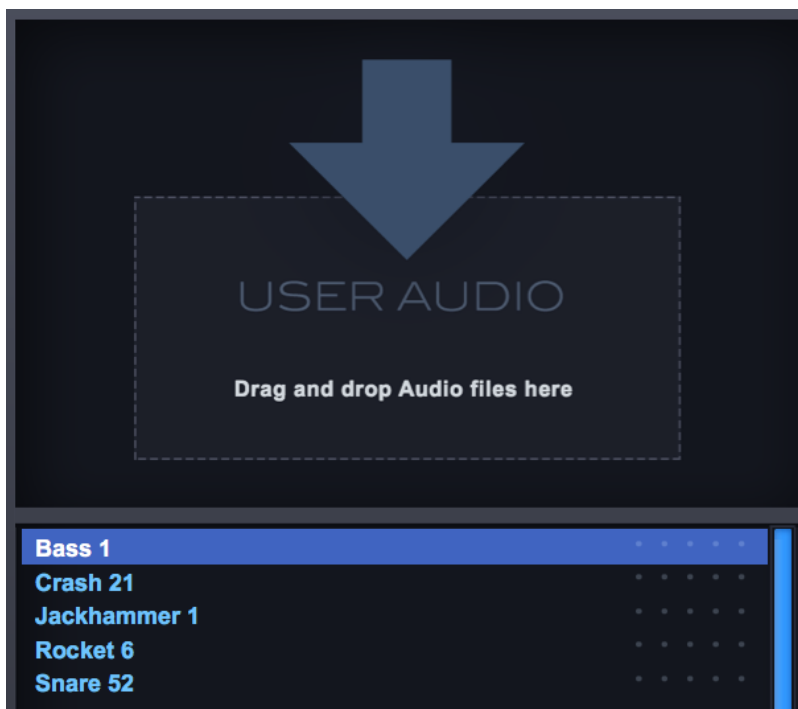 USER AUDIO
Drag and drop Audio files here
Bass 1
Crash 21
Jackhammer 1
Rocket 6
Snare 52